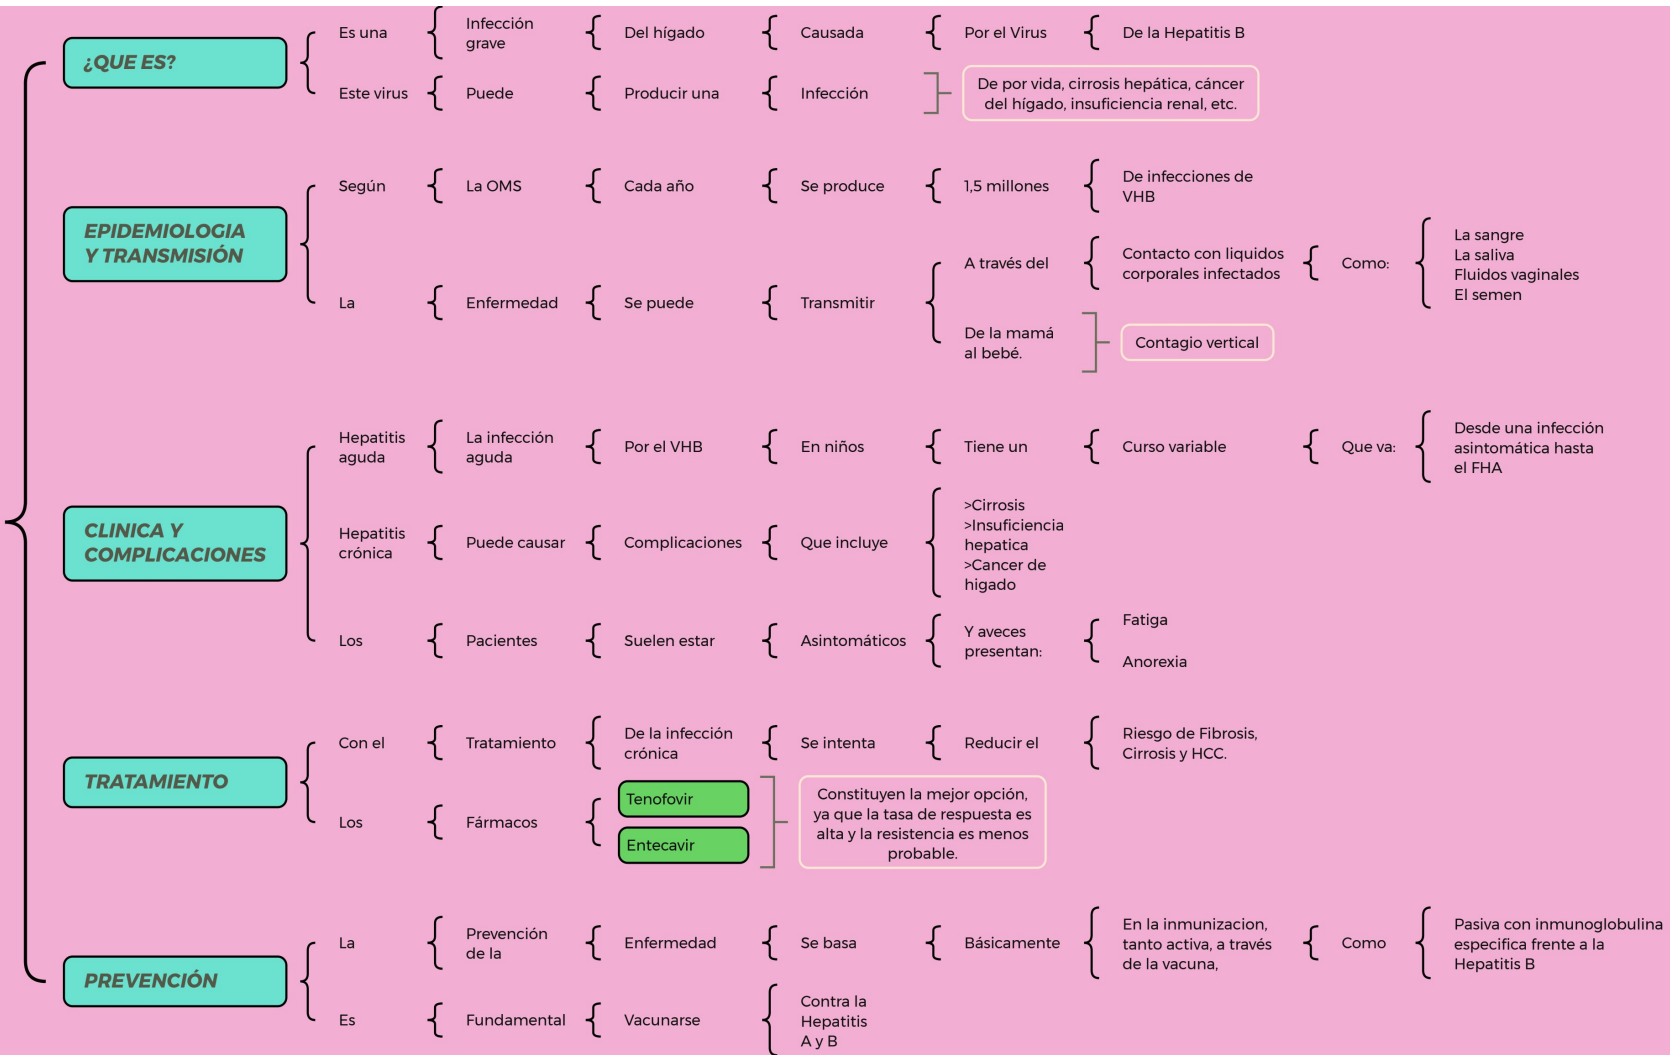 ¿QUE ES?
Es una
Infección
grave
Del hígado
Causada
Por el Virus
De la Hepatitis B
Este virus
Puede
Producir una
Infección
De por vida, cirrosis hepática, cáncer
del hígado, insuficiencia renal, etc.
EPIDEMIOLOGIA
Y TRANSMISIÓN
Según
La OMS
Cada año
Se produce
1,5 millones
De infecciones de
VHB
La
Enfermedad
Se puede
Transmitir
A través del
Contacto con liquidos
corporales infectados
Como:
La sangre
La saliva
Fluidos vaginales
El semen
De la mamá
al bebé.
Contagio vertical
CLINICA Y
COMPLICACIONES
Hepatitis
aguda
La infección
aguda
Por el VHB
En niños
Tiene un
Curso variable
Que va:
Desde una infección
asintomática hasta
el FHA
Hepatitis
crónica
Puede causar
Complicaciones
Que incluye
>Cirrosis
>Insuficiencia
hepatica
>Cancer de
higado
Los
Pacientes
Suelen estar
Asintomáticos
Y aveces
presentan:
Fatiga
Anorexia
TRATAMIENTO
Con el
Tratamiento
De la infección
crónica
Se intenta
Reducir el
Riesgo de Fibrosis,
Cirrosis y HCC.
Los
Fármacos
Tenofovir
Entecavir
Constituyen la mejor opción,
ya que la tasa de respuesta es
alta y la resistencia es menos
probable.
PREVENCIÓN
La
Prevención
de la
Enfermedad
Se basa
Básicamente
En la inmunizacion,
tanto activa, a través
de la vacuna,
Como
Pasiva con inmunoglobulina
especifica frente a la
Hepatitis B
Es
Fundamental
Vacunarse
Contra la
Hepatitis
A y B